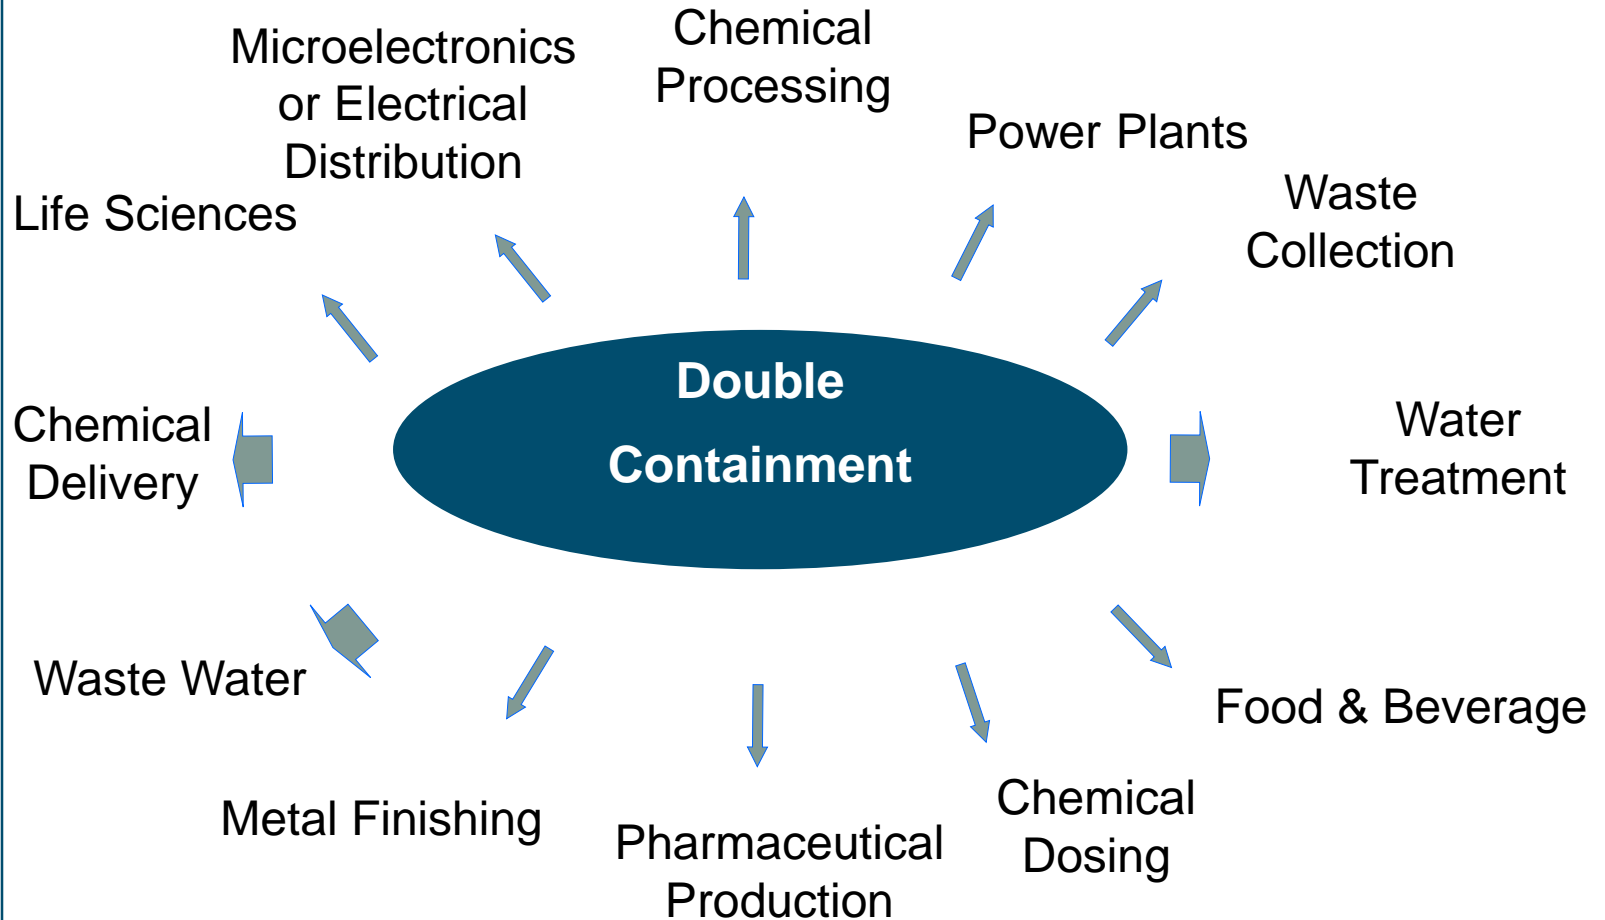 Chemical
Processing
Microelectronics
or Electrical
Distribution
Power Plants
Waste
Collection
Life Sciences
Double
Containment
Chemical
Delivery
Water
Treatment
Waste Water
Food & Beverage
Metal Finishing
Chemical
Dosing
Pharmaceutical
Production